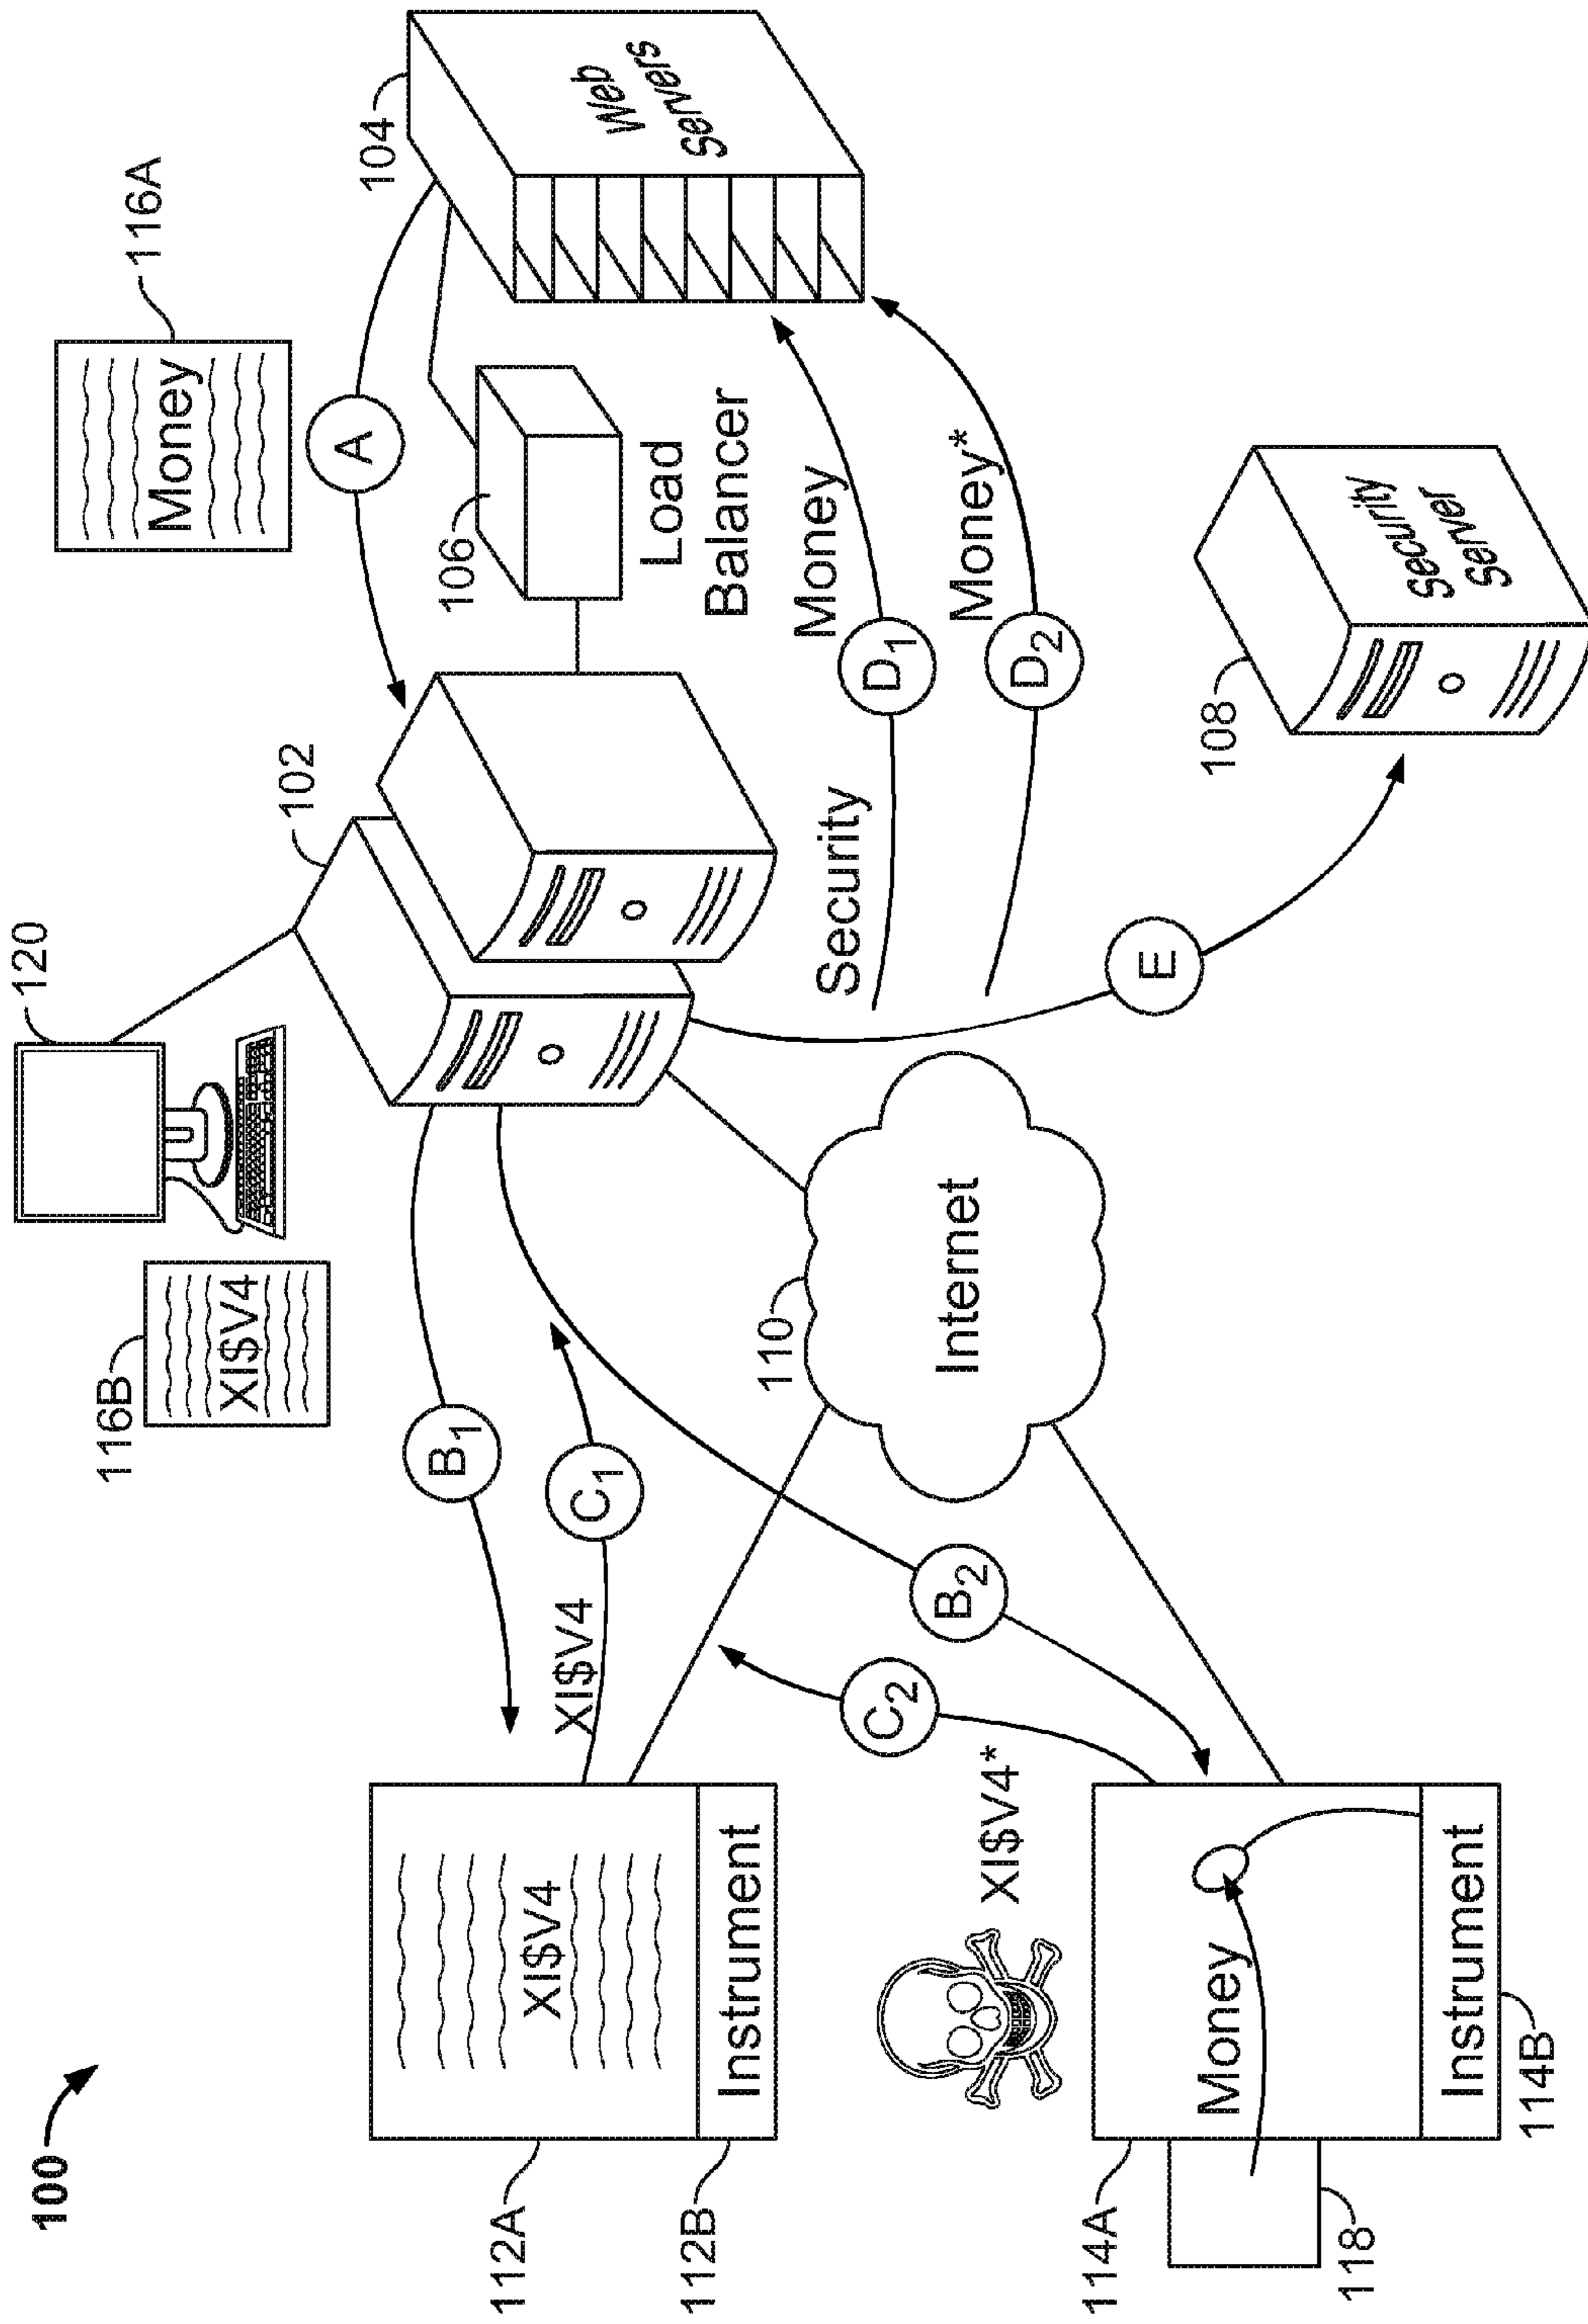 100
120
116B
XI$V4
102
116A
Money
104
A
Web
Servers
106
Load
Balancer
B1
C1
XI$V4
112A
XI$V4
Instrument
112B
110
Internet
Security
D1
Money
D2
Money*
E
108
Security
Server
B2
C2
XI$V4*
114A
Money
118
Instrument
114B